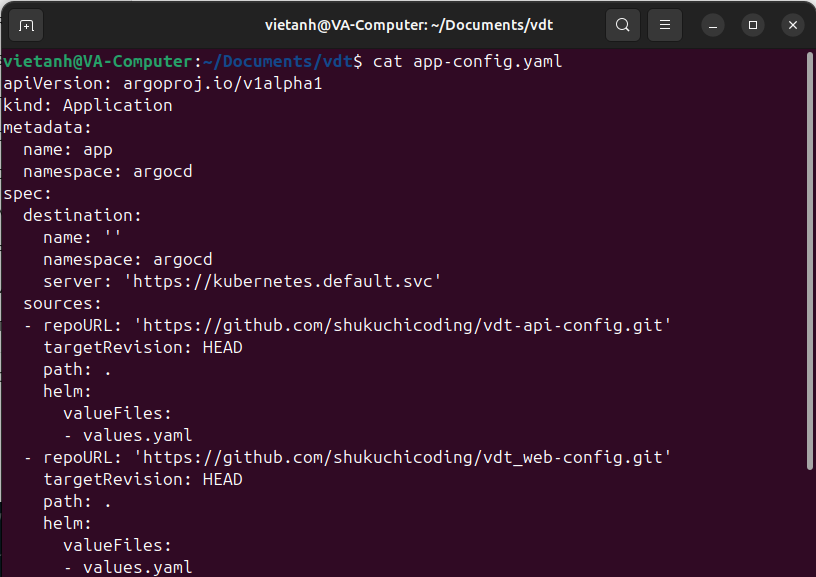 vietanh@VA-Computer: ~/Documents/vdt
vietanh@VA-Computer:~/Documents/vdt$ cat app-config.yaml
apiVersion: argoproj.io/v1alpha1
kind: Application
metadata:
  name: app
  namespace: argocd
spec:
  destination:
    name: ''
    namespace: argocd
    server: 'https://kubernetes.default.svc'
  sources:
  - repoURL: 'https://github.com/shukuchicoding/vdt-api-config.git'
    targetRevision: HEAD
    path: .
    helm:
      valueFiles:
      - values.yaml
  - repoURL: 'https://github.com/shukuchicoding/vdt_web-config.git'
    targetRevision: HEAD
    path: .
    helm:
      valueFiles:
      - values.yaml